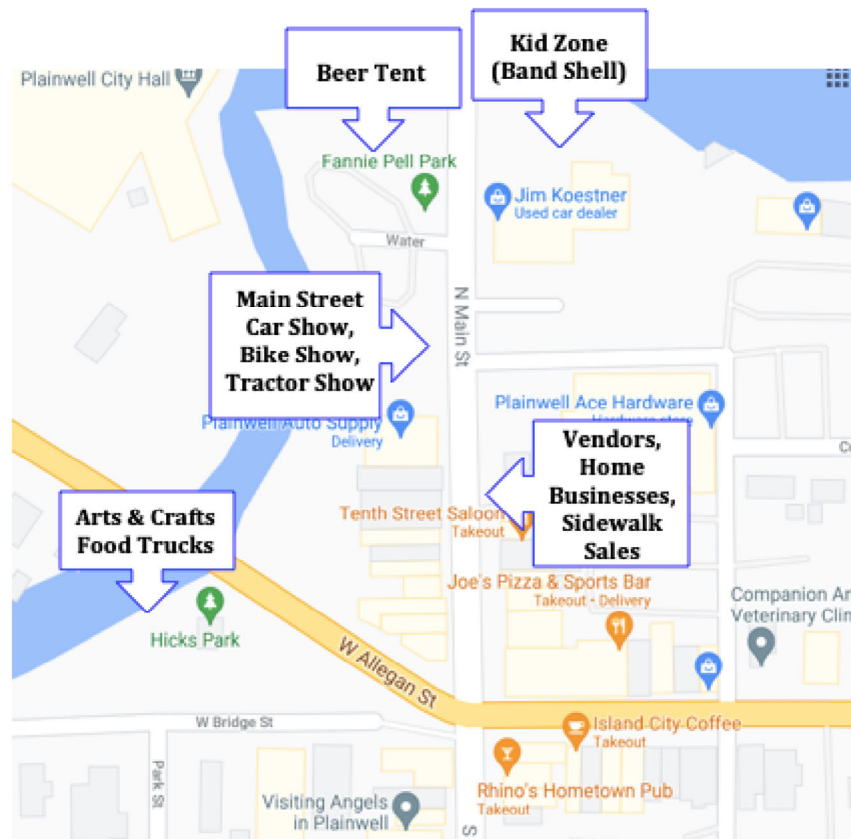 Beer Tent
Kid Zone
(Band Shell)
Plainwell City Hall
Fannie Pell Park
Jim Koestner
Used car dealer
Water
Main Street
Car Show,
Bike Show,
Tractor Show
N Main St
Plainwell Auto Supply
Delivery
Plainwell Ace Hardware
Hardware store
Vendors,
Home
Businesses,
Sidewalk
Sales
Arts & Crafts
Food Trucks
Tenth Street Saloon
Takeout
Joe's Pizza & Sports Bar
Takeout • Delivery
Companion An
Veterinary Clin
Hicks Park
W Allegan St
W Bridge St
Island City Coffee
Takeout
Park St
Rhino's Hometown Pub
Takeout
Visiting Angels
in Plainwell
S